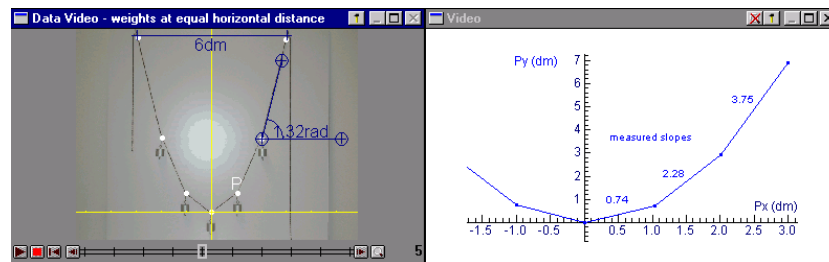 Data Video - weights at equal horizontal distance
6dm
1.32rad
P
5
Video
Py (dm)
7
6
5
4
3
2
1
3.75
measured slopes
2.28
0.74
Px (dm)
-1.5 -1.0 -0.5 0.0 0.5 1.0 1.5 2.0 2.5 3.0